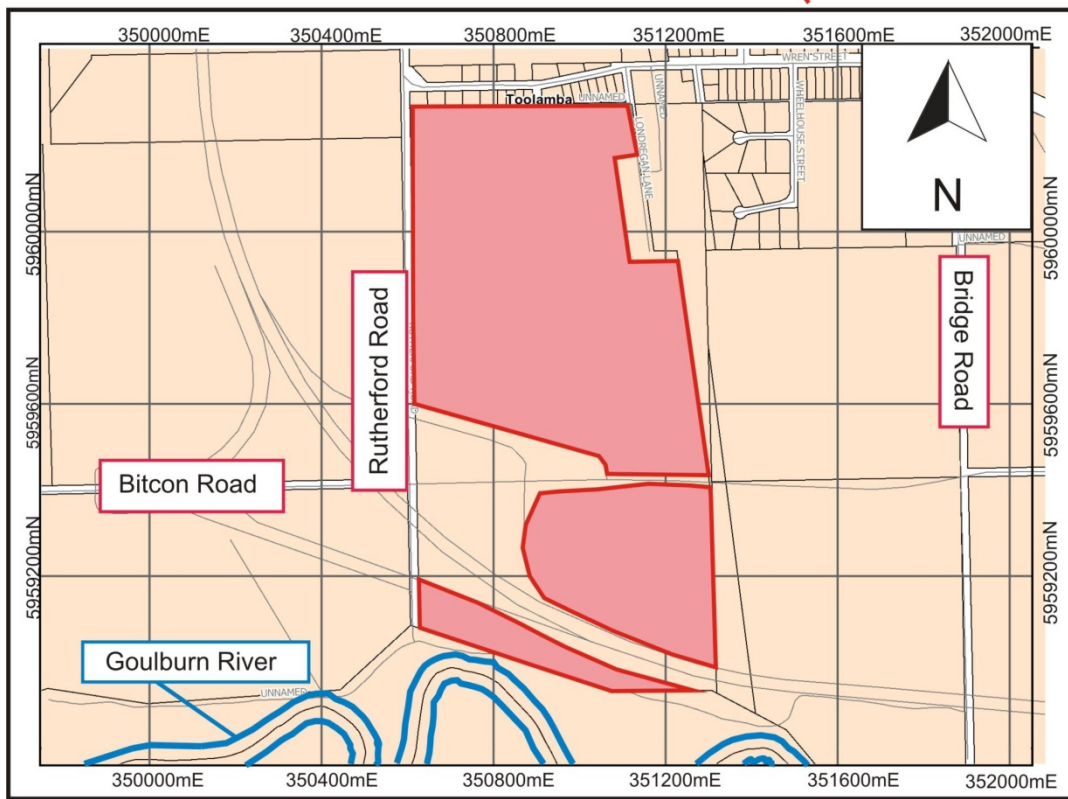 350000mE 350400mE 350800mE 351200mE 351600mE 352000mE
WREN STREET
UNNAMED
Toolamba
UNNAMED
WHEELHOUSE STREET
LONDREGAN LANE
N
5960000mN
5960000mN
UNNAMED
Rutherford Road
Bridge Road
5959600mN
5959600mN
Bitcon Road
5959200mN
5959200mN
Goulburn River
UNNAMED
350000mE 350400mE 350800mE 351200mE 351600mE 352000mE